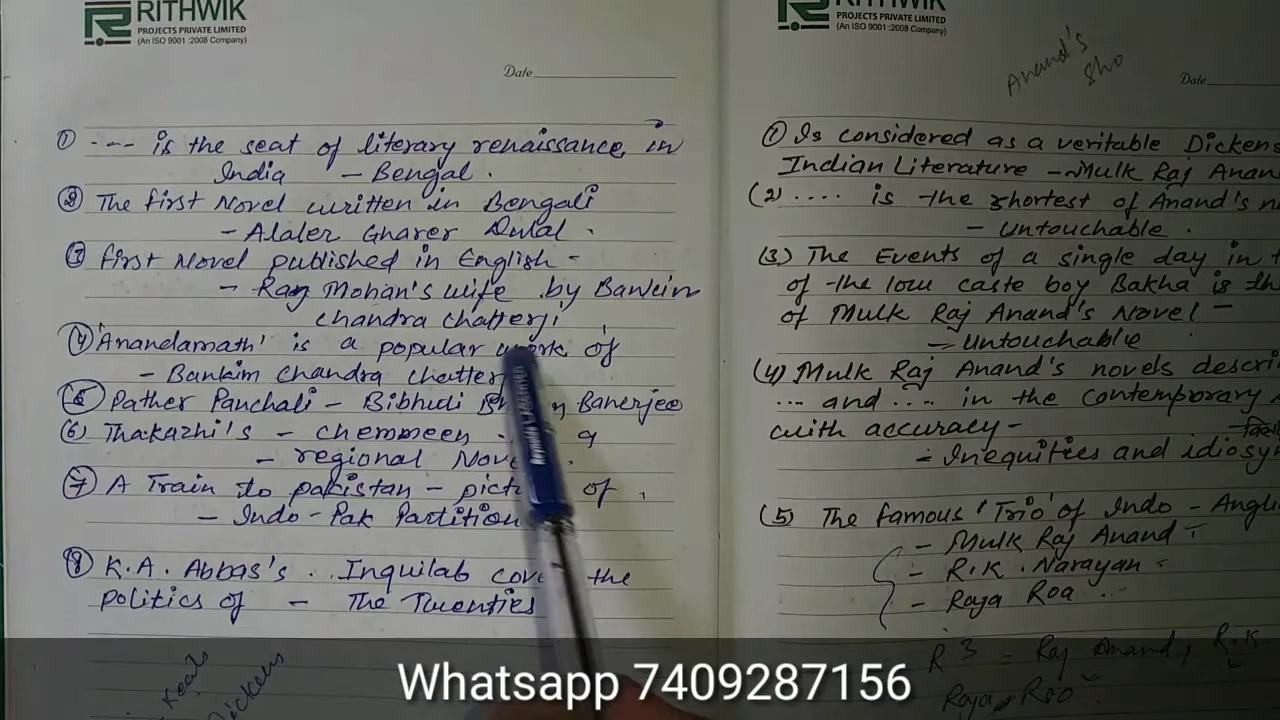 RITHWIK
PROJECTS PRIVATE LIMITED
(An ISO 9001 :2008 Company)
Date
① --- is the seat of literary renaissance in
India - Bengal.
② The first Novel written in Bengali
- Alaler Gharer Dulal.
③ First Novel published in English -
- Raj Mohan's wife by Bankim
Chandra Chatterji
④ 'Anandamath' is a popular work of
- Bankim Chandra Chatter
⑤ Pather Panchali - Bibhuti Banerjee
(6) Thakazhi's - Chemmeen a
- regional Nov
⑦ A Train to pakistan - pict of
- Indo-Pak Partition
⑧ K.A. Abbas's .. Inquilab cov the
politics of - The Twenties
Keats
Dickens
RITHWIK
PROJECTS PRIVATE LIMITED
(An ISO 9001 :2008 Company)
Anand's
Sho
Date
① Is considered as a veritable Dickens
Indian Literature - Mulk Raj Anan
(2) .... is the shortest of Anand's n
- Untouchable.
(3) The Events of a single day in t
of the low caste boy Bakha is th
of Mulk Raj Anand's Novel -
- Untouchable
(4) Mulk Raj Anand's novels descri
... and .... in the contemporary
with accuracy -
- Inequities and idiosyn
(5) The famous 'Trio' of Indo - Angli
- Mulk Raj Anand
- R.K. Narayan
- Raja Roa
R 3 = Raj Anand, R.K.
Raja Rao
Whatsapp 7409287156